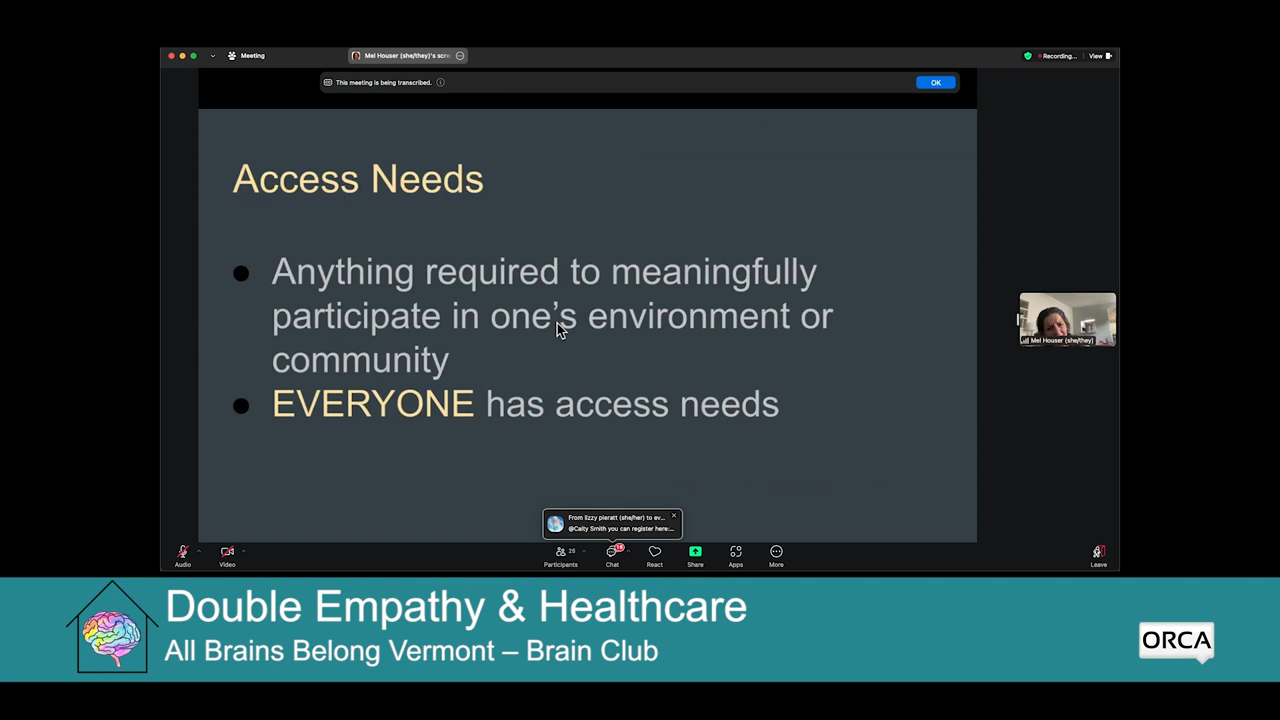 Meeting
Mel Houser (she/they)'s scre
Recording...
View
This meeting is being transcribed.
OK
Access Needs
Anything required to meaningfully
participate in one's environment or
community
EVERYONE has access needs
Mel Houser (she/they)
From lizzy pieratt (she/her) to ev...
@Caity Smith you can register here:...
Audio
Video
25
Participants
18
Chat
React
Share
Apps
More
Leave
Double Empathy & Healthcare
All Brains Belong Vermont – Brain Club
ORCA